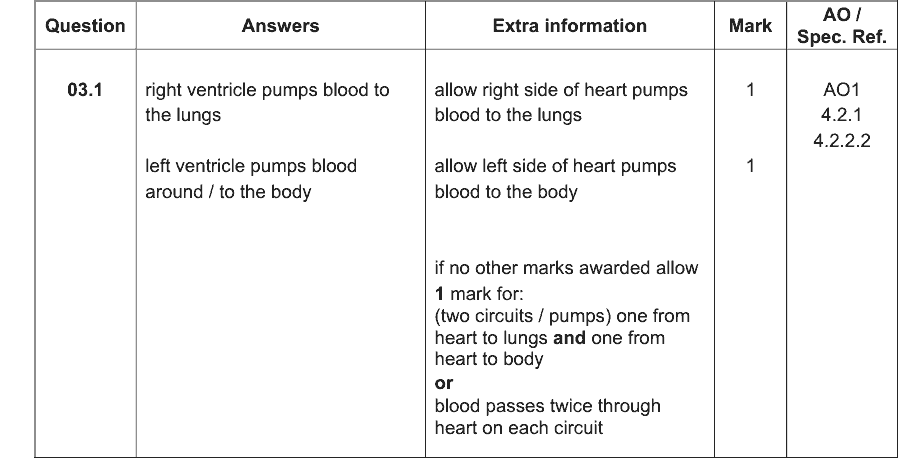 Question Answers Extra information Mark AO /
Spec. Ref.
03.1 right ventricle pumps blood to allow right side of heart pumps 1 AO1
the lungs blood to the lungs 4.2.1
4.2.2.2
left ventricle pumps blood allow left side of heart pumps 1
around / to the body blood to the body
if no other marks awarded allow
1 mark for:
(two circuits / pumps) one from
heart to lungs and one from
heart to body
or
blood passes twice through
heart on each circuit